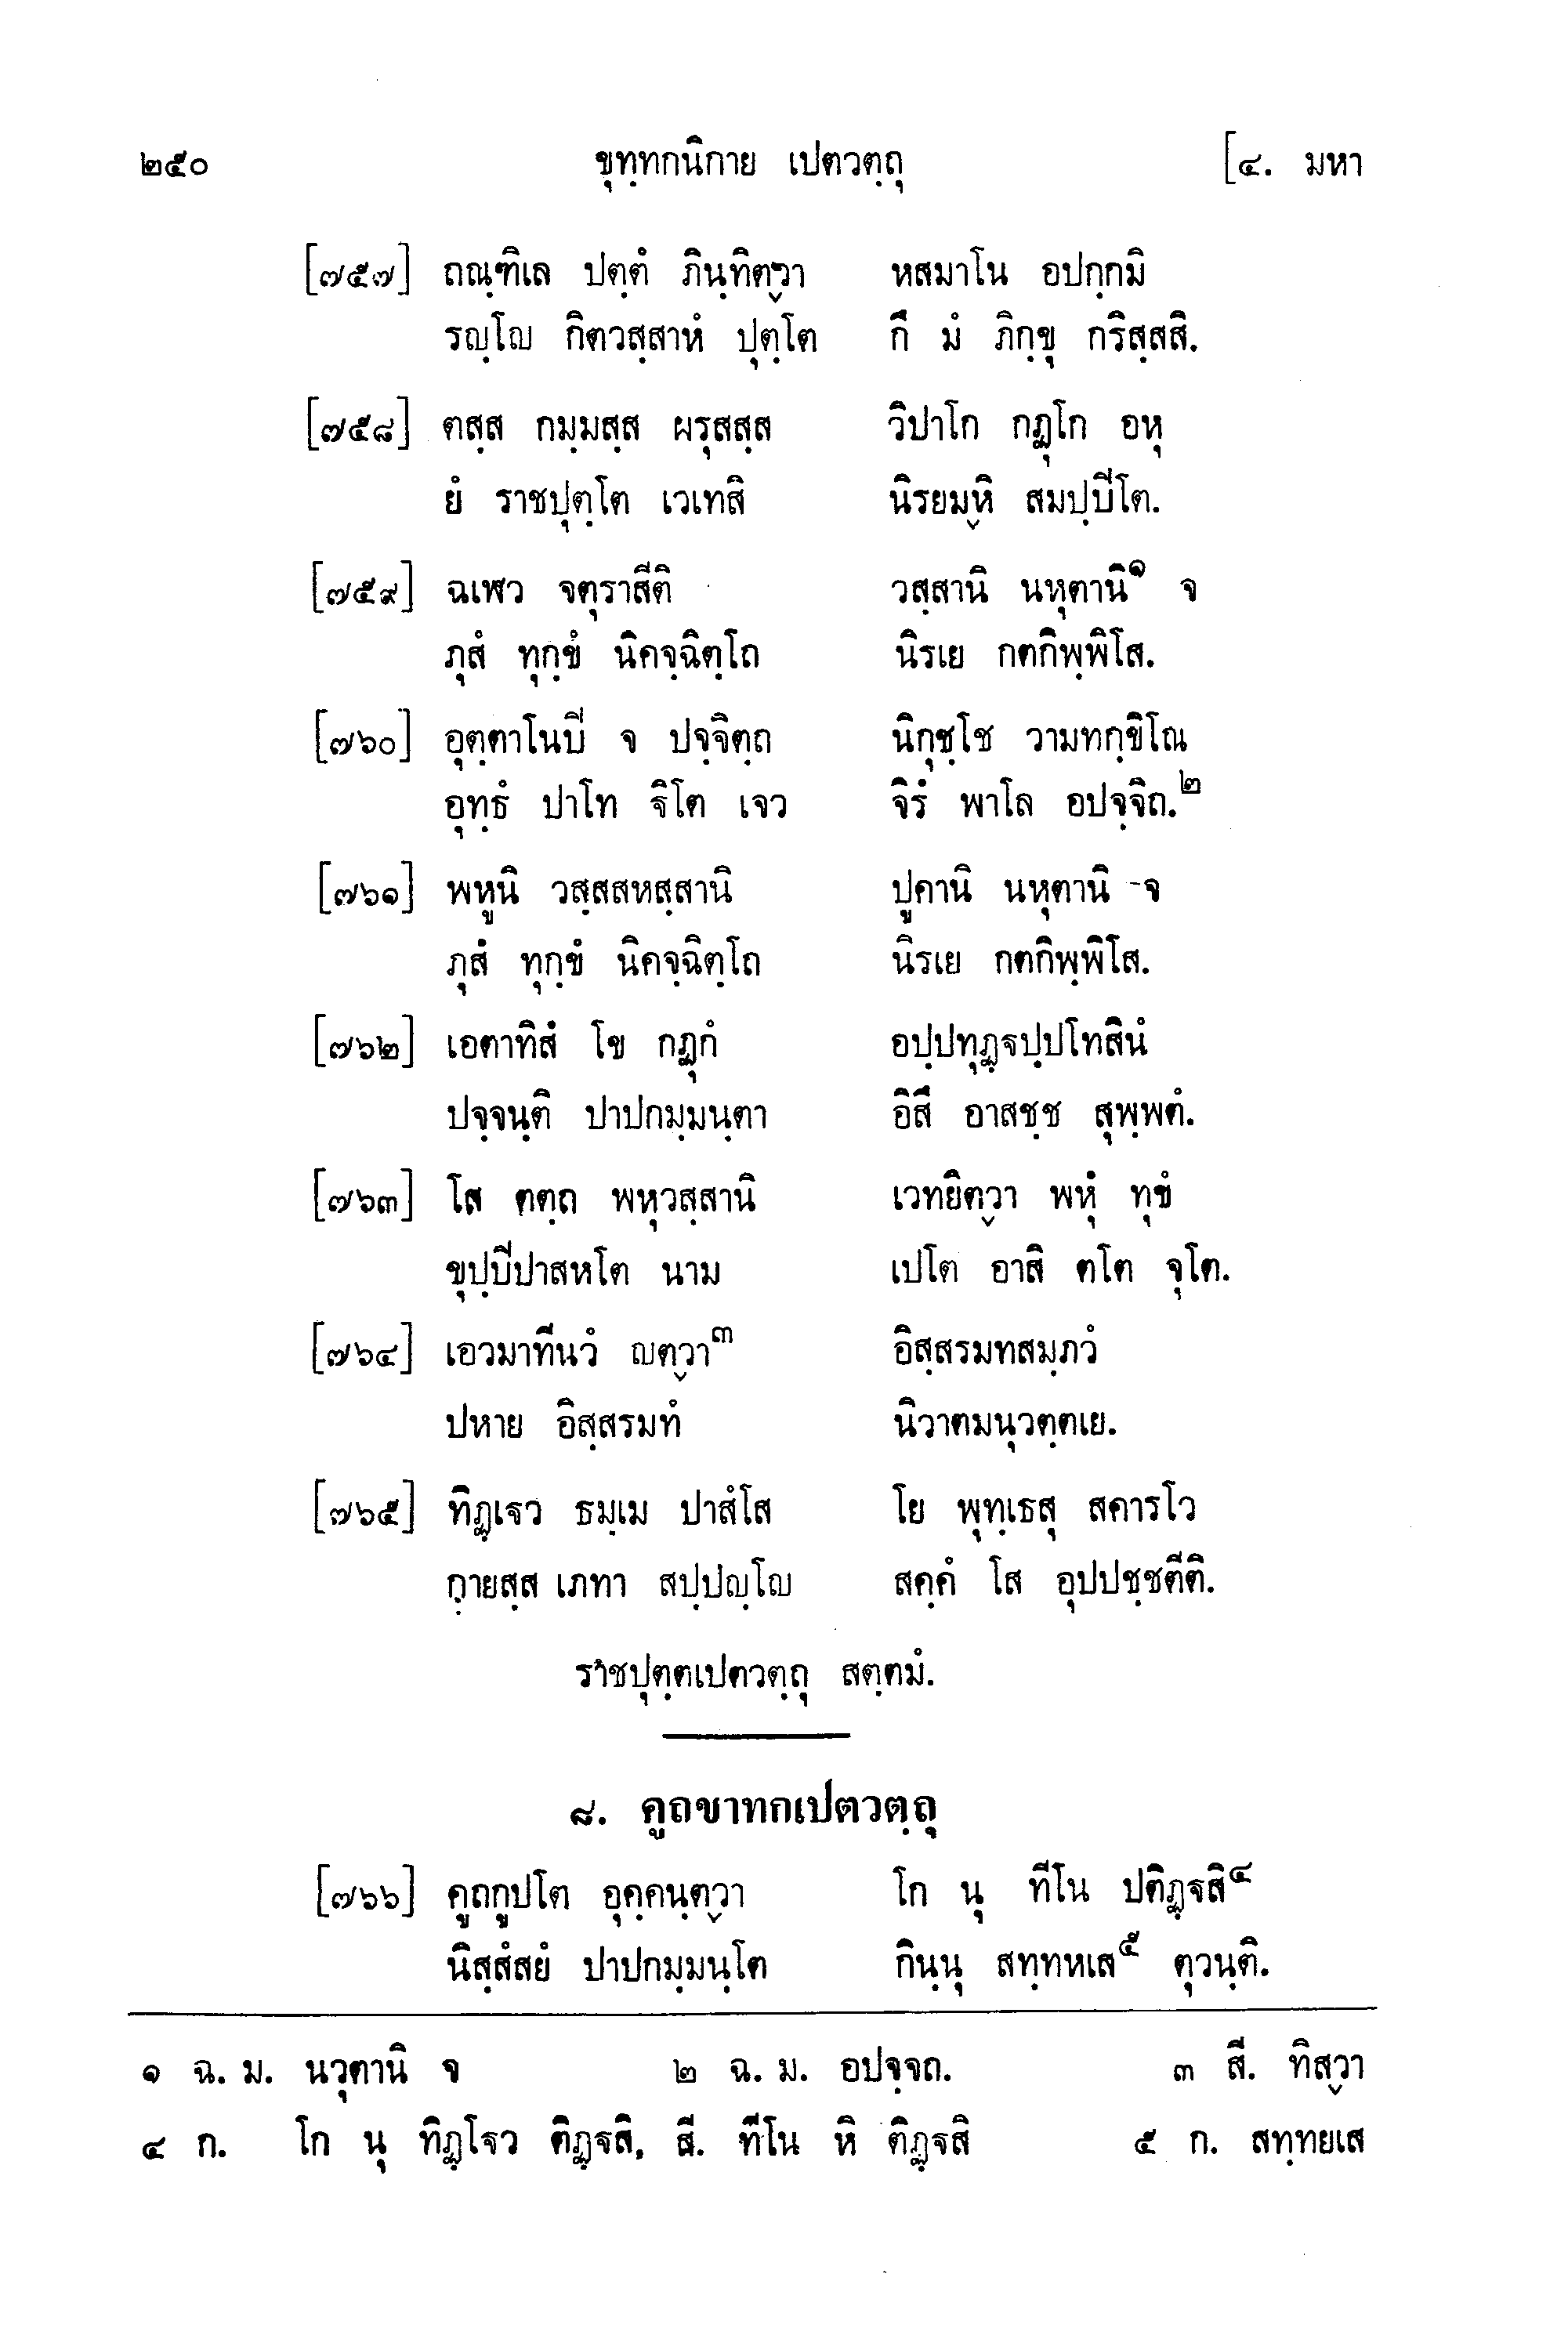 ๒๕๐ ขุทฺทกนิกาย เปตวตฺถุ [๔. มหา
[๗๕๗] ถณฺฑิเล ปตฺตํ ภินฺทิตฺวา หสมาโน อปกฺกมิ
รญฺโญ กิตวสฺสาหํ ปุตฺโต กึ มํ ภิกฺขุ กริสฺสสิ.
[๗๕๘] ตสฺส กมฺมสฺส ผรุสสฺส วิปาโก กฏุโก อหุ
ยํ ราชปุตฺโต เวเทสิ นิรยมฺหิ สมปฺปิโต.
[๗๕๙] ฉเฬว จตุราสีติ วสฺสานิ นหุตานิ๑ จ
ภุสํ ทุกฺขํ นิคจฺฉิตฺโถ นิรเย กตกิพฺพิโส.
[๗๖๐] อุตฺตาโนปิ จ ปจฺจิตฺถ นิกุชฺโช วามทกฺขิโณ
อุทฺธํ ปาโท ฐิโต เจว จิรํ พาโล อปจฺจิถ.๒
[๗๖๑] พหูนิ วสฺสสหสฺสานิ ปูคานิ นหุตานิ จ
ภุสํ ทุกฺขํ นิคจฺฉิตฺโถ นิรเย กตกิพฺพิโส.
[๗๖๒] เอตาทิสํ โข กฏุกํ อปฺปทุฏฺฐปฺปโทสินํ
ปจฺจนฺติ ปาปกมฺมนฺตา อิสึ อาสชฺช สุพฺพตํ.
[๗๖๓] โส ตตฺถ พหุวสฺสานิ เวทยิตฺวา พหุํ ทุขํ
ขุปฺปิปาสหโต นาม เปโต อาสิ ตโต จุโต.
[๗๖๔] เอวมาทีนวํ ญตฺวา๓ อิสฺสรมทสมฺภวํ
ปหาย อิสฺสรมทํ นิวาตมนุวตฺตเย.
[๗๖๕] ทิฏฺเฐว ธมฺเม ปาสํโส โย พุทฺเธสุ สคารโว
กายสฺส เภทา สปฺปญฺโญ สคฺคํ โส อุปปชฺชตีติ.
ราชปุตฺตเปตวตฺถุ สตฺตมํ.
๘. คูถขาทกเปตวตฺถุ
[๗๖๖] คูถกูปโต อุคฺคนฺตฺวา โก นุ ทีโน ปติฏฺฐสิ๔
นิสฺสํสยํ ปาปกมฺมนฺโต กินฺนุ สทฺทหเส๕ ตุวนฺติ.
๑ ฉ. ม. นวุตานิ จ ๒ ฉ. ม. อปจฺจถ. ๓ สี. ทิสฺวา
๔ ก. โก นุ ทิฏฺโฐว ติฏฺฐสิ, สี. ทีโน หิ ติฏฺฐสิ ๕ ก. สทฺทยเส